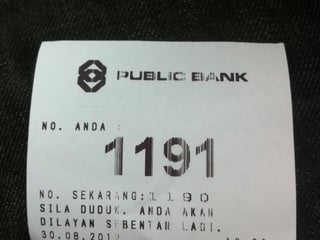 PUBLIC BANK
NO. ANDA :
1191
NO. SEKARANG:1190
SILA DUDUK. ANDA AKAN
DILAYAN SEBENTAR LAGI.
30.08.2012